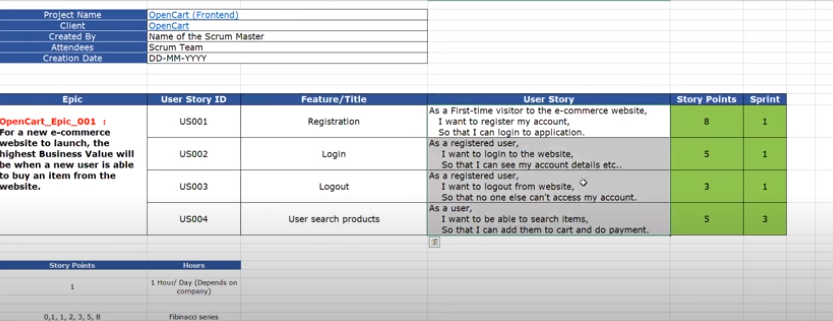 Project Name OpenCart (Frontend)
Client OpenCart
Created By Name of the Scrum Master
Attendees Scrum Team
Creation Date DD-MM-YYYY
Epic User Story ID Feature/Title User Story Story Points Sprint
OpenCart_Epic_001 :
For a new e-commerce
website to launch, the
highest Business Value will
be when a new user is able
to buy an item from the
website.
US001 Registration
As a First-time visitor to the e-commerce website,
I want to register my account,
So that I can login to application.
8 1
US002 Login
As a registered user,
I want to login to the website,
So that I can see my account details etc..
5 1
US003 Logout
As a registered user,
I want to logout from website,
So that no one else can't access my account.
3 1
US004 User search products
As a user,
I want to be able to search items,
So that I can add them to cart and do payment.
5 3
Story Points Hours
1 1 Hour/ Day (Depends on
company)
0,1, 1, 2, 3, 5, 8 Fibinacci series